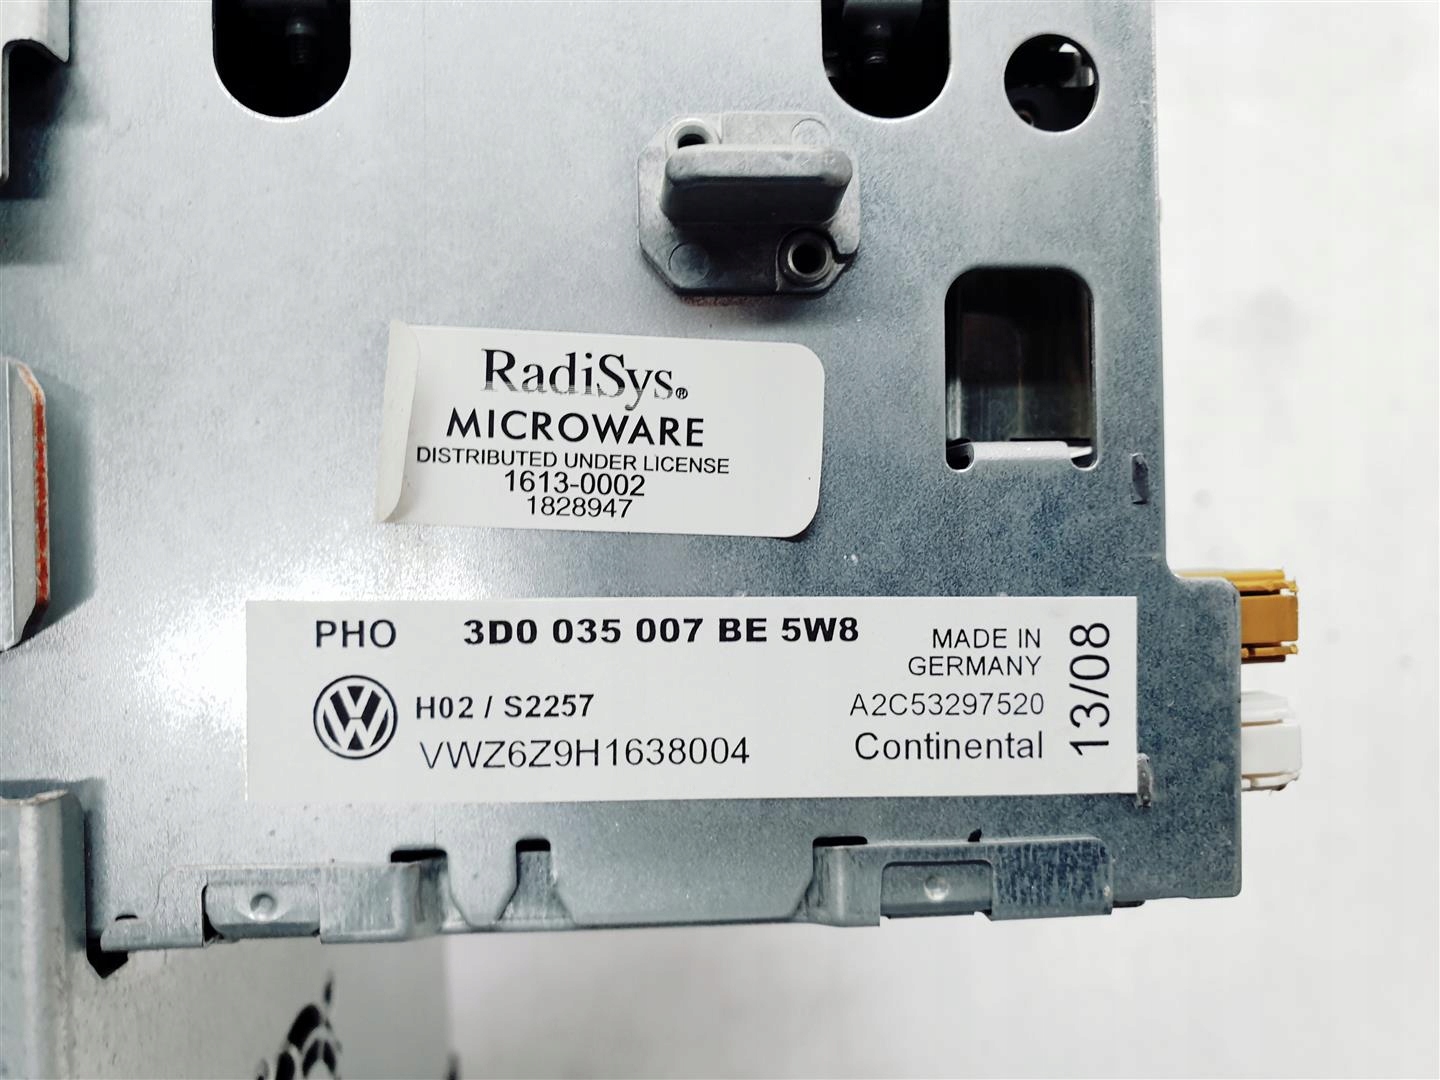 RadiSys®
MICROWARE
DISTRIBUTED UNDER LICENSE
1613-0002
1828947
PHO 3D0 035 007 BE 5W8
H02 / S2257
VWZ6Z9H1638004
MADE IN
GERMANY
A2C53297520
Continental
13/08